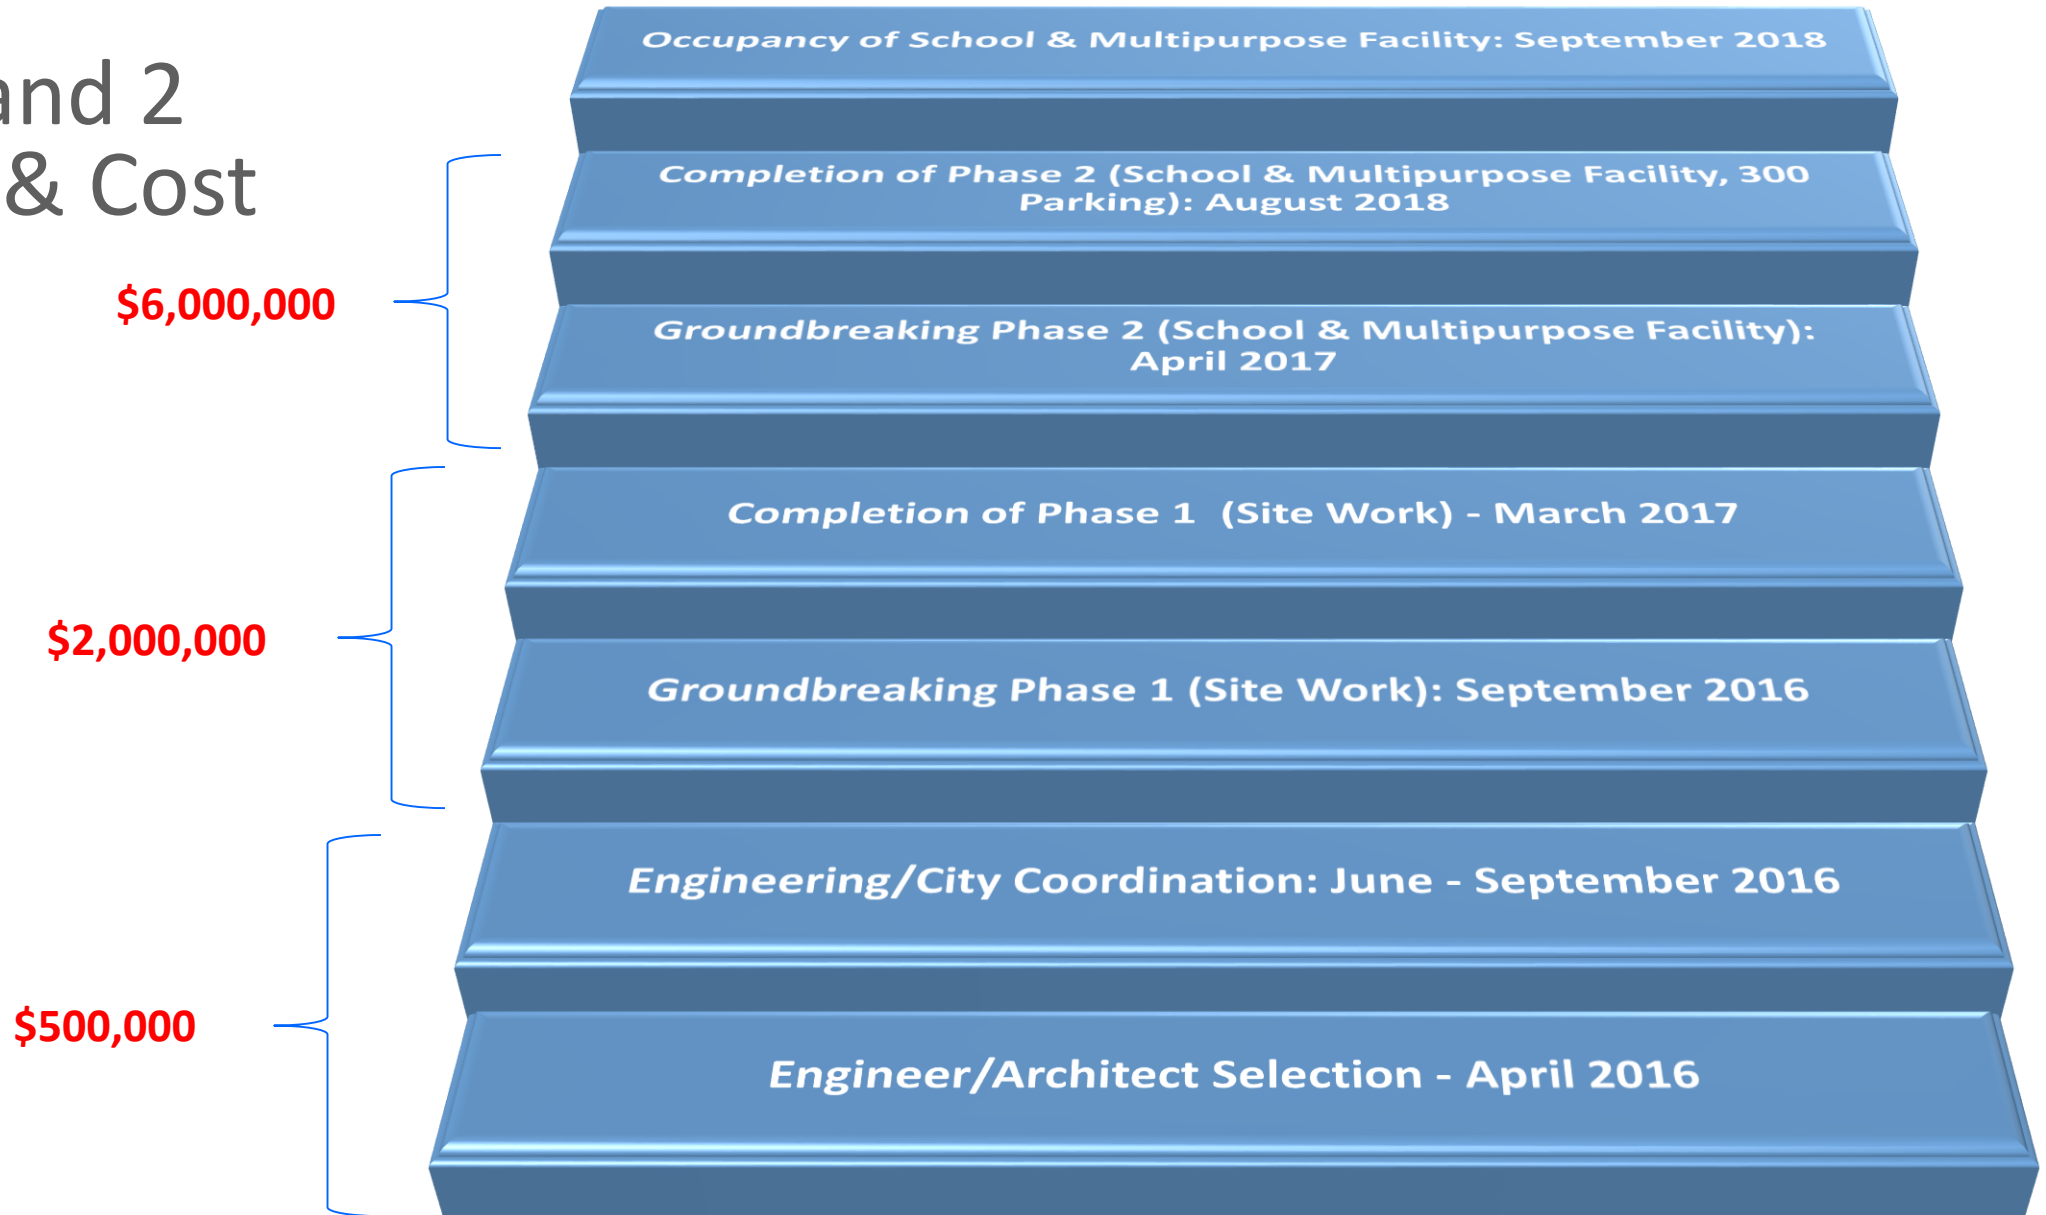 and 2
& Cost
Occupancy of School & Multipurpose Facility: September 2018
Completion of Phase 2 (School & Multipurpose Facility, 300
Parking): August 2018
$6,000,000
Groundbreaking Phase 2 (School & Multipurpose Facility):
April 2017
Completion of Phase 1  (Site Work) - March 2017
$2,000,000
Groundbreaking Phase 1 (Site Work): September 2016
Engineering/City Coordination: June - September 2016
$500,000
Engineer/Architect Selection - April 2016